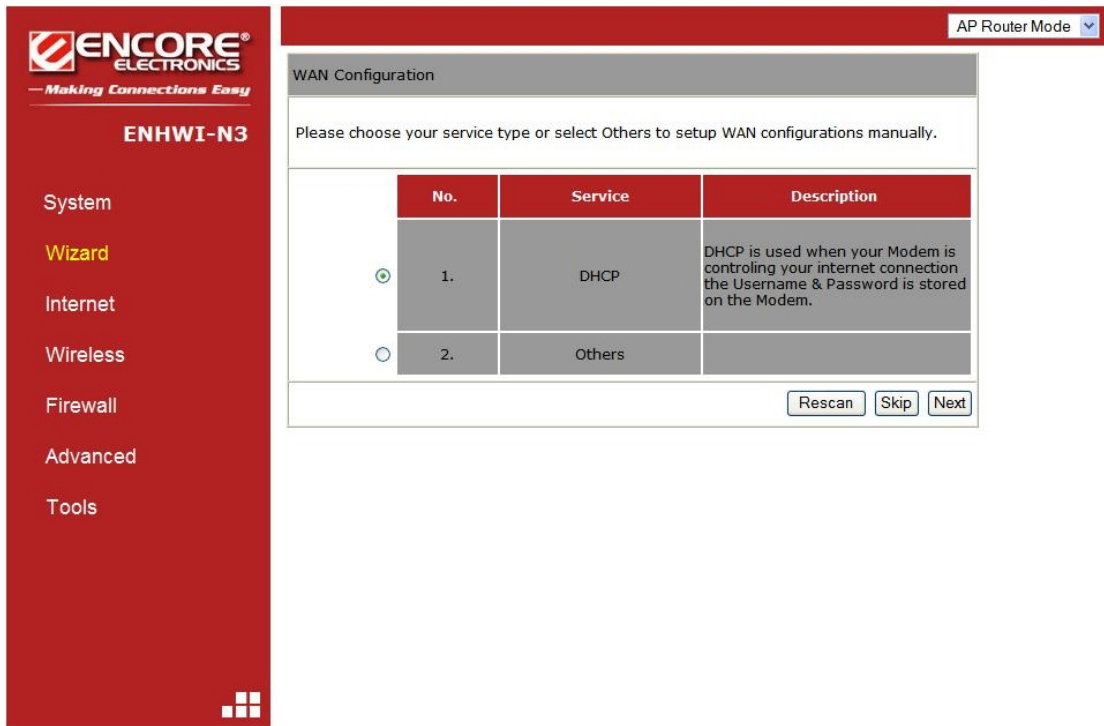 ENCORE®
ELECTRONICS
Making Connections Easy
ENHWI-N3
System
Wizard
Internet
Wireless
Firewall
Advanced
Tools
AP Router Mode
WAN Configuration
Please choose your service type or select Others to setup WAN configurations manually.
No. Service Description
1. DHCP DHCP is used when your Modem is
controling your internet connection
the Username & Password is stored
on the Modem.
2. Others
Rescan Skip Next